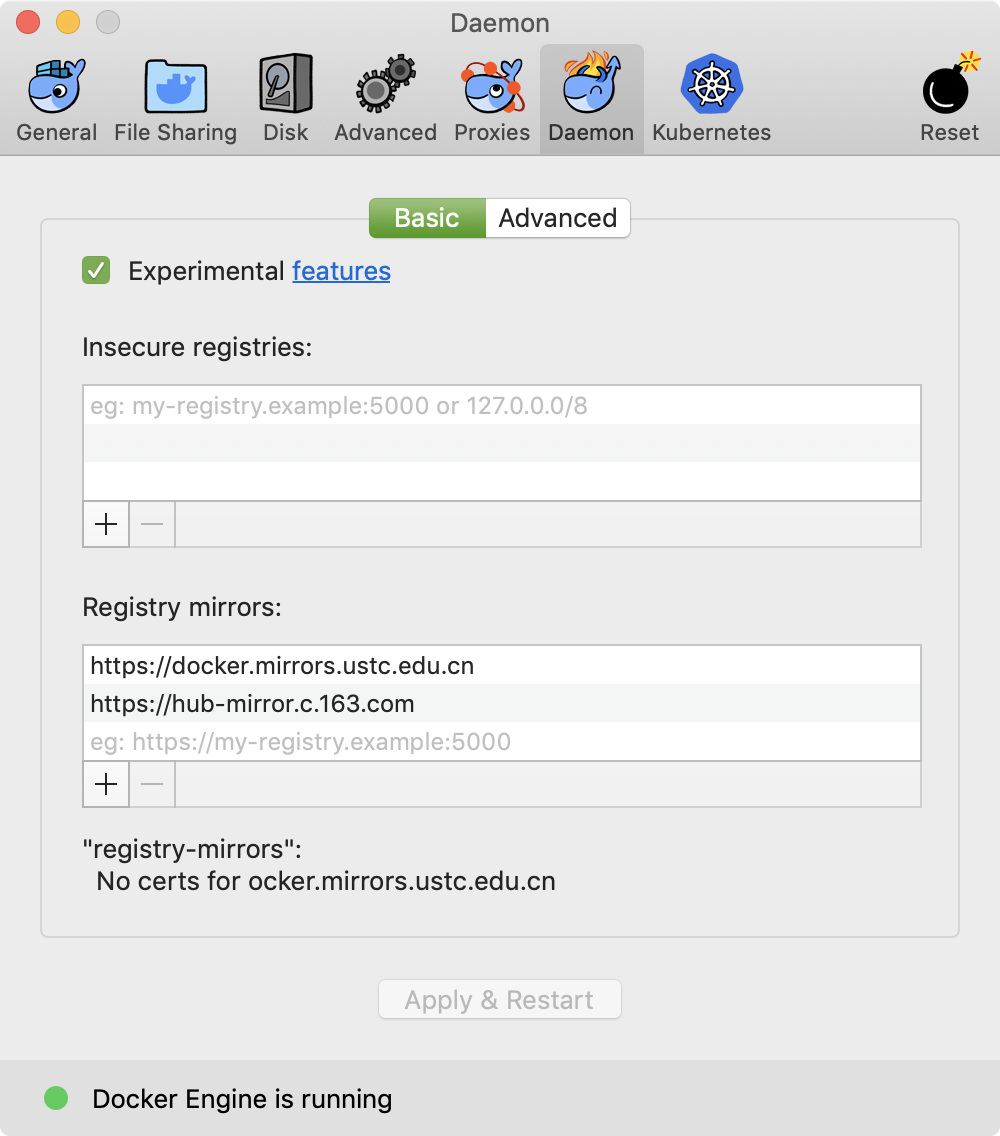 Daemon
General File Sharing Disk Advanced Proxies Daemon Kubernetes Reset
Basic Advanced
Experimental features
Insecure registries:
eg: my-registry.example:5000 or 127.0.0.0/8
Registry mirrors:
https://docker.mirrors.ustc.edu.cn
https://hub-mirror.c.163.com
eg: https://my-registry.example:5000
"registry-mirrors":
No certs for ocker.mirrors.ustc.edu.cn
Apply & Restart
Docker Engine is running